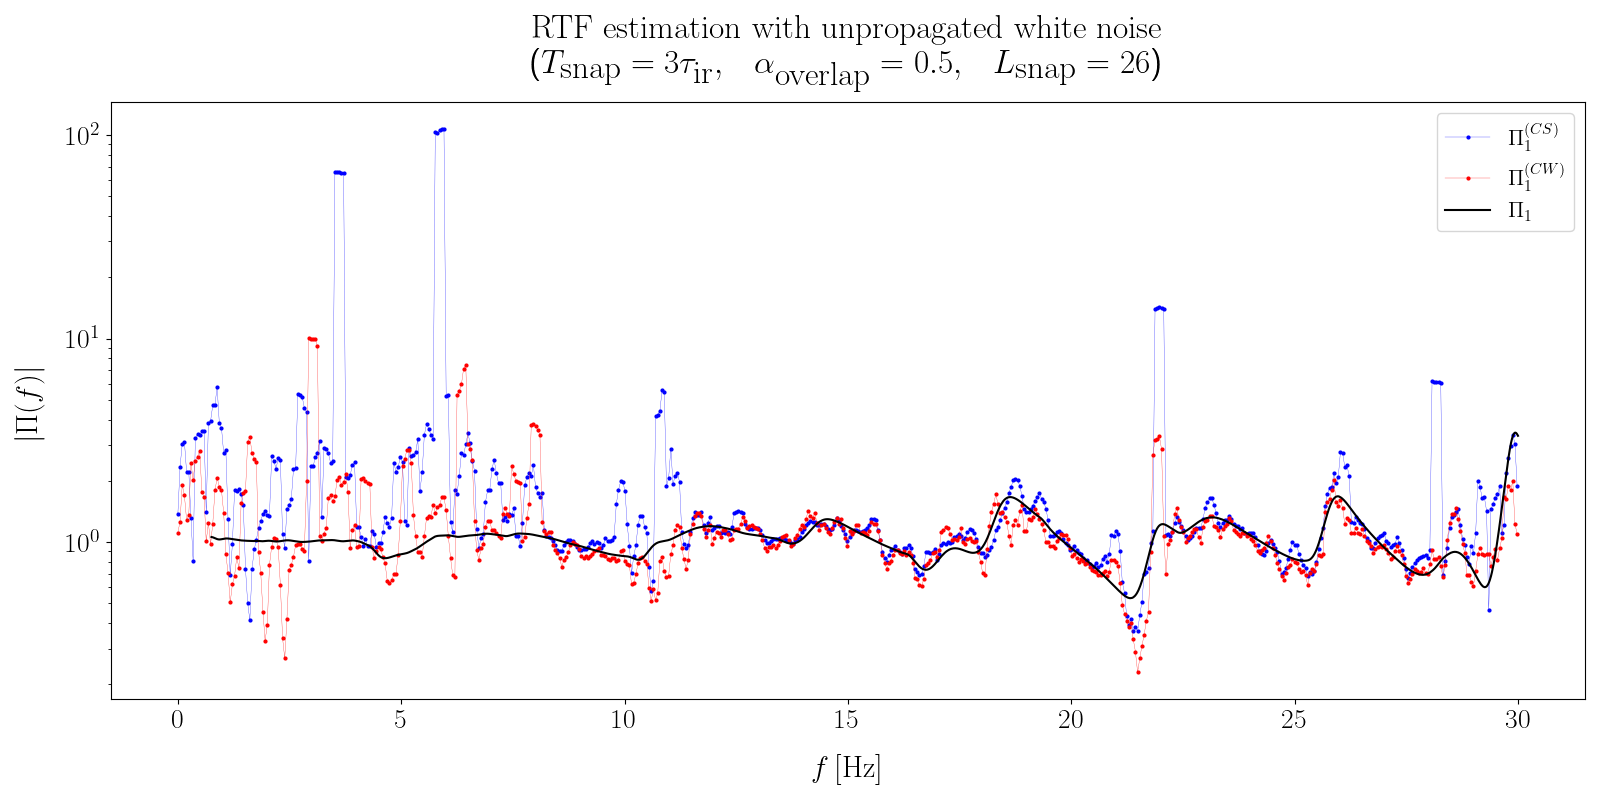 RTF estimation with unpropagated white noise
(T_snap = 3τ_ir, α_overlap = 0.5, L_snap = 26)
10^2
10^1
10^0
|Π(f)|
Π_1^(CS)
Π_1^(CW)
Π_1
0 5 10 15 20 25 30
f [Hz]